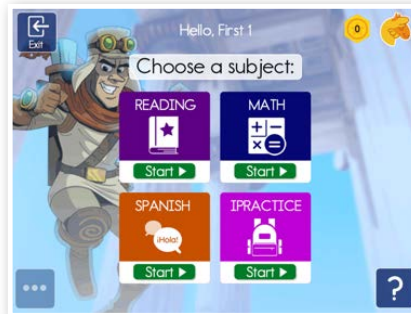 Exit
Hello, First 1
0
Choose a subject:
READING
Start
MATH
Start
SPANISH
¡Hola!
Start
IPRACTICE
Start
?